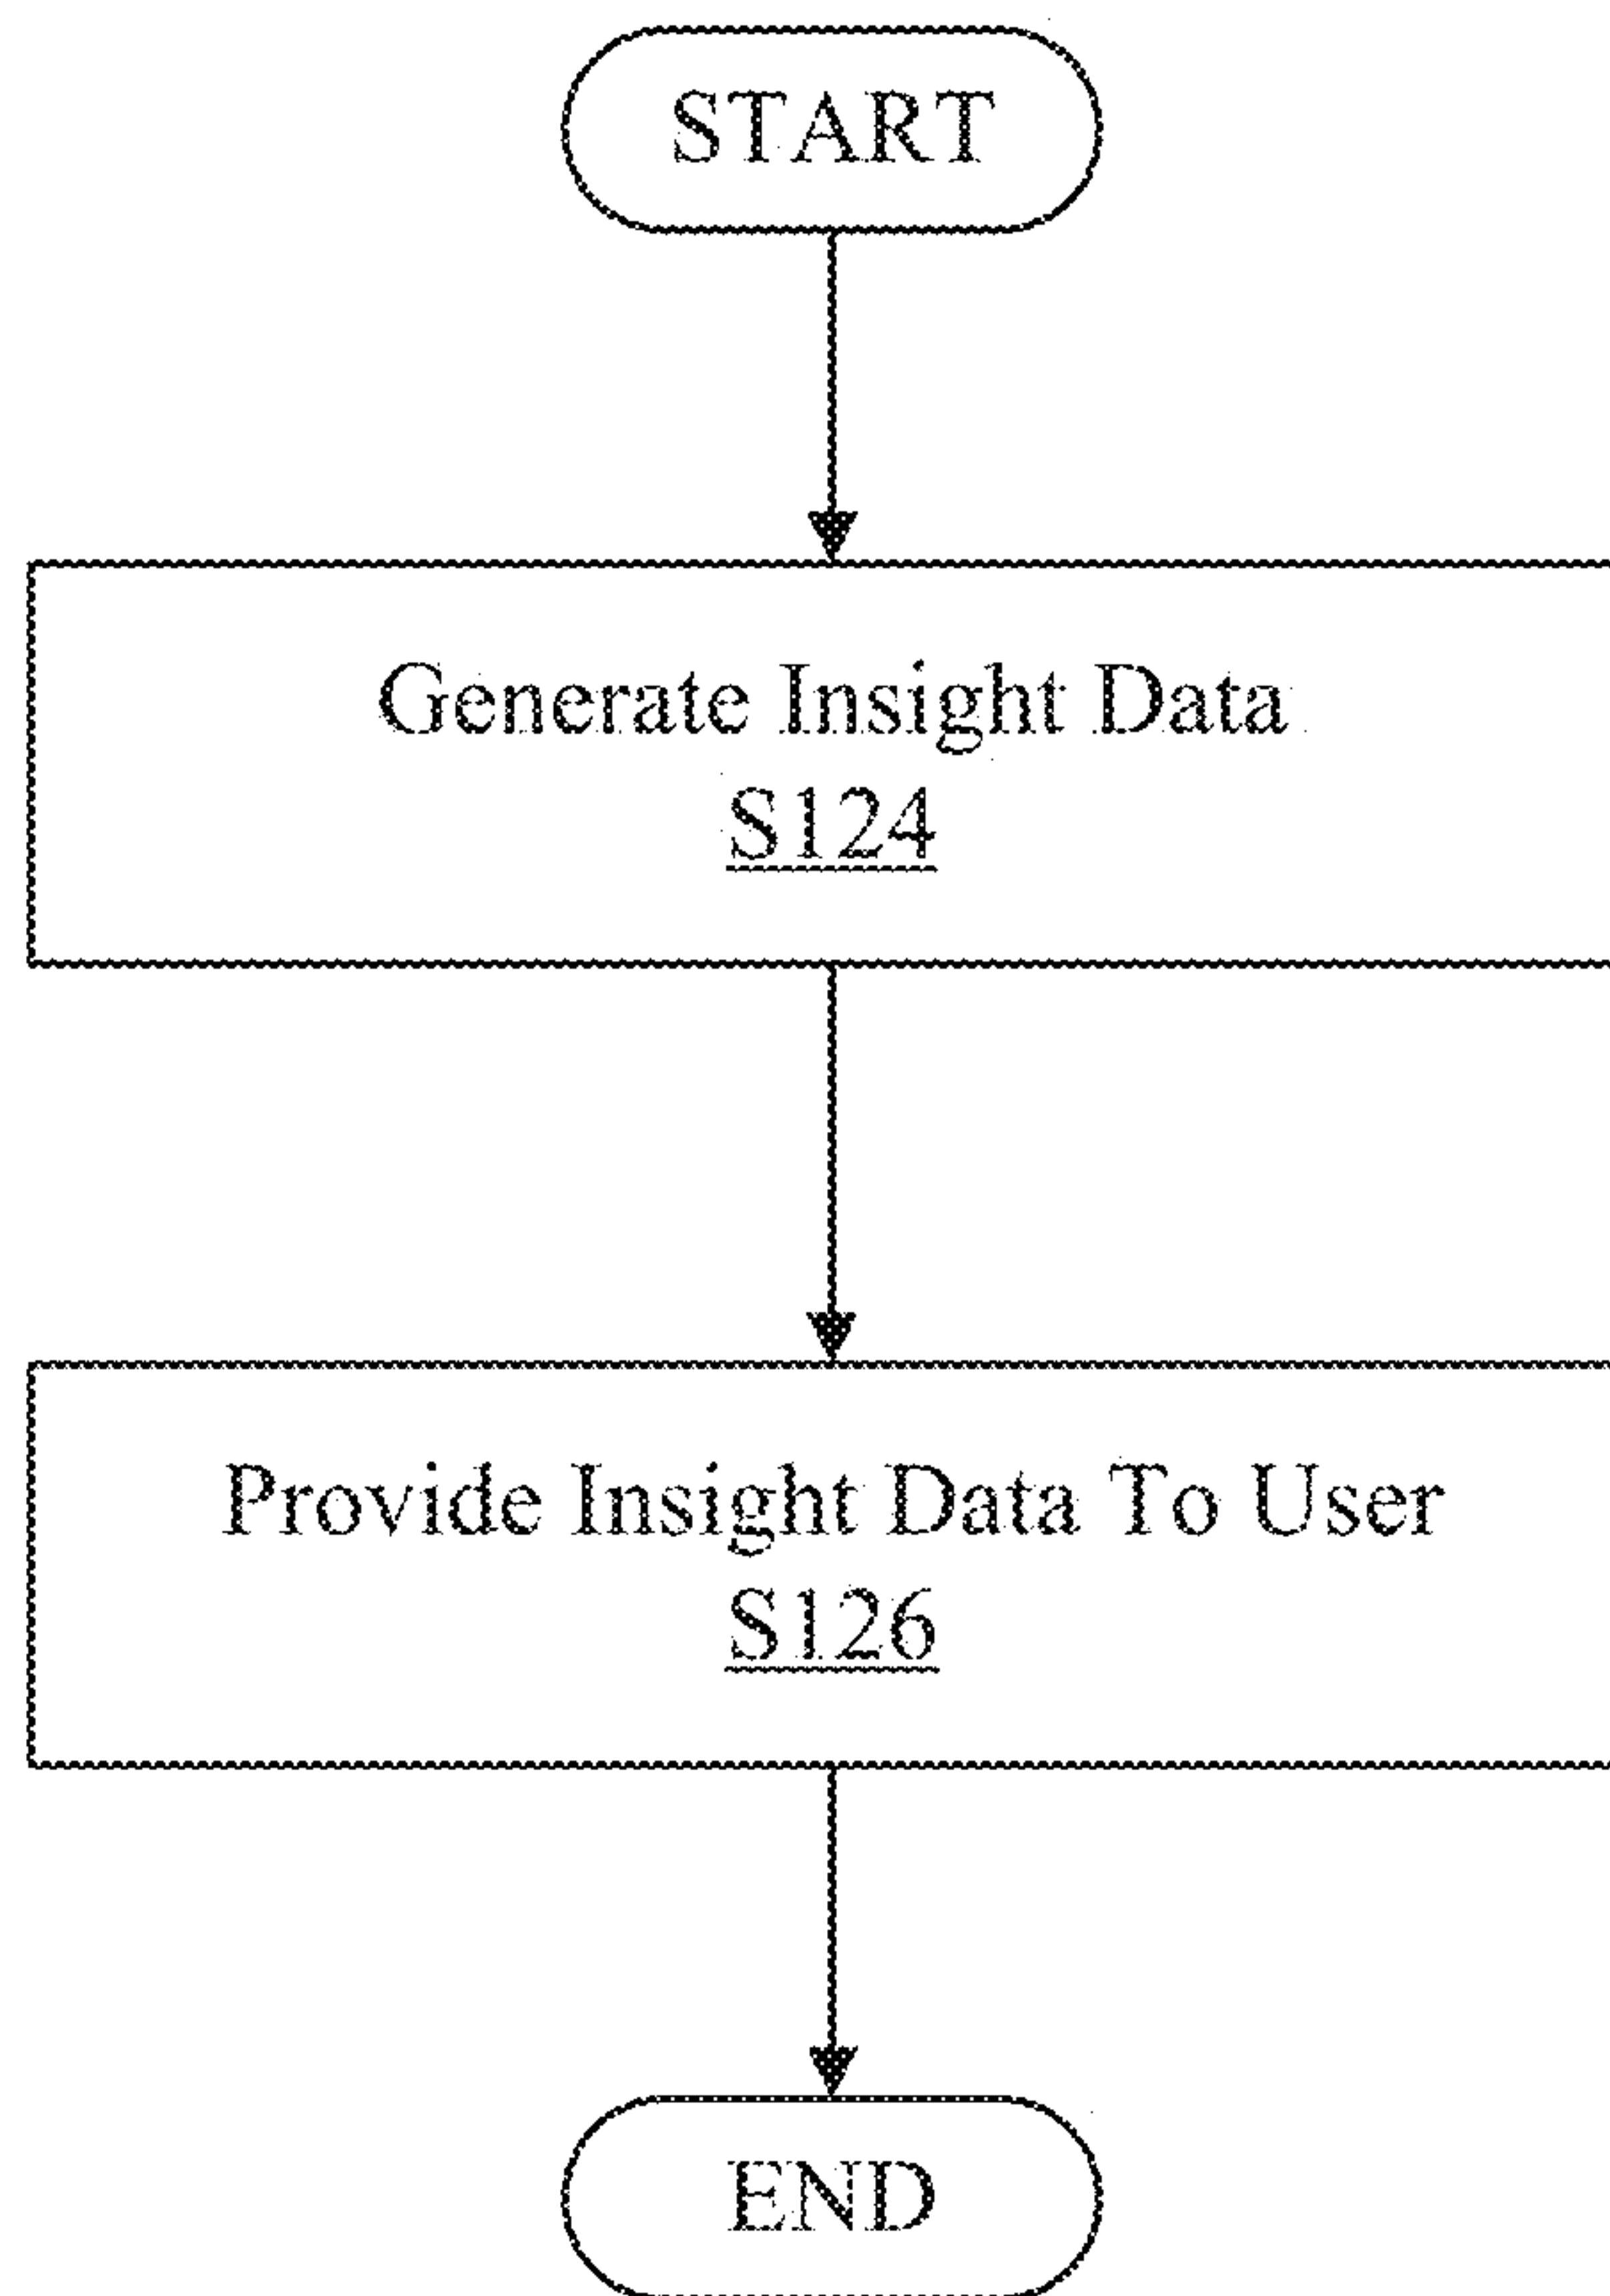 START
Generate Insight Data
S124
Provide Insight Data To User
S126
END